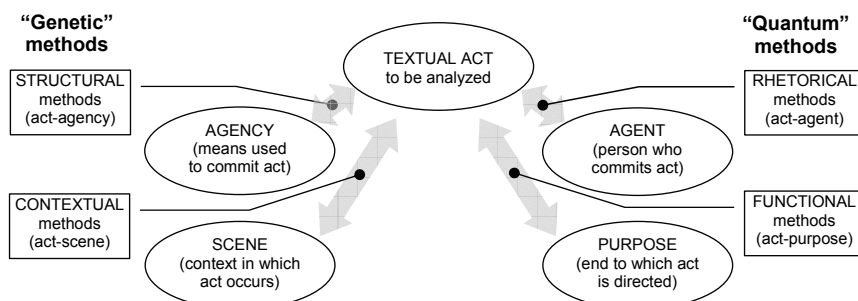 “Genetic”
methods
STRUCTURAL
methods
(act-agency)
CONTEXTUAL
methods
(act-scene)
AGENCY
(means used
to commit act)
SCENE
(context in which
act occurs)
TEXTUAL ACT
to be analyzed
AGENT
(person who
commits act)
PURPOSE
(end to which act
is directed)
“Quantum”
methods
RHETORICAL
methods
(act-agent)
FUNCTIONAL
methods
(act-purpose)